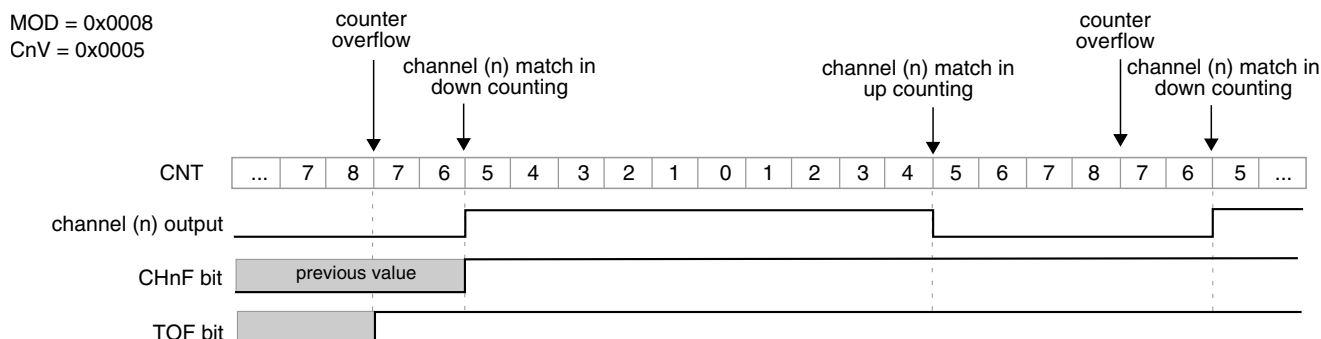 MOD = 0x0008
CnV = 0x0005
counter
overflow
channel (n) match in
down counting
channel (n) match in
up counting
counter
overflow
channel (n) match in
down counting
CNT ... 7 8 7 6 5 4 3 2 1 0 1 2 3 4 5 6 7 8 7 6 5 ...
channel (n) output
CHnF bit previous value
TOF bit